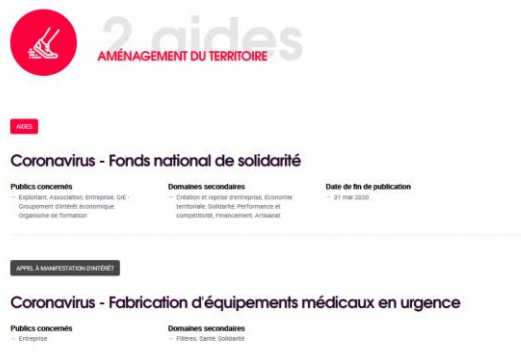 2 aides
AMÉNAGEMENT DU TERRITOIRE
AIDES
Coronavirus - Fonds national de solidarité
Publics concernés
→ Exploitant, Association, Entreprise, GIE -
Groupement d'intérêt économique,
Organisme de formation
Domaines secondaires
→ Création et reprise d'entreprise, Économie
territoriale, Solidarité, Performance et
compétitivité, Financement, Artisanat
Date de fin de publication
→ 31 mai 2020
APPEL À MANIFESTATION D'INTÉRÊT
Coronavirus - Fabrication d'équipements médicaux en urgence
Publics concernés
→ Entreprise
Domaines secondaires
→ Filières, Santé, Solidarité